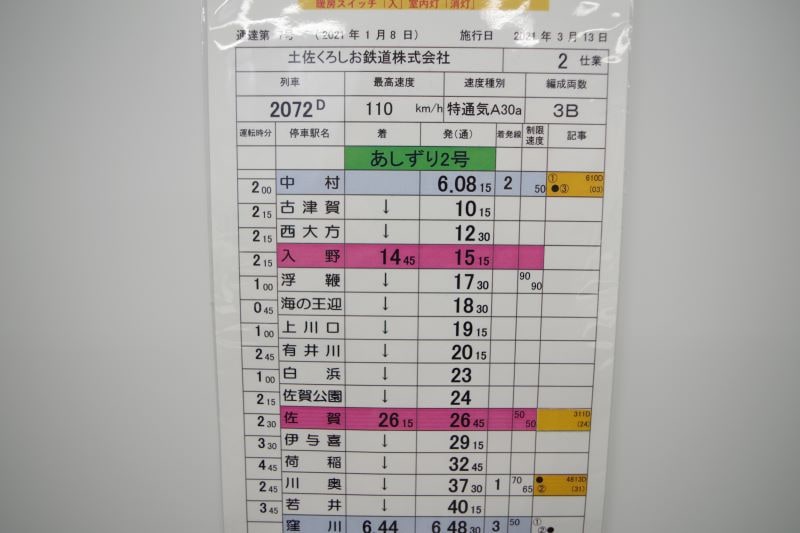 暖房スイッチ「入」室内灯「消灯」
運達第 7号 (2021年1月8日) 施行日 2021年3月13日
土佐くろしお鉄道株式会社 2 仕業
列車 最高速度 速度種別 編成両数
2072D 110 km/h 特通気A30a 3B
運転時分 停車駅名 着 発(通) 着発線 制限速度 記事
あしずり2号
2 00 中村 6.08 15 2 50 ① ●③ 610D (03)
2 15 古津賀 ↓ 10 15
2 15 西大方 ↓ 12 30
2 15 入野 14 45 15 15
1 00 浮鞭 ↓ 17 30 90 90
0 45 海の王迎 ↓ 18 30
1 00 上川口 ↓ 19 15
2 45 有井川 ↓ 20 15
1 00 白浜 ↓ 23
2 15 佐賀公園 ↓ 24
2 30 佐賀 26 15 26 45 50 50 311D (24)
3 30 伊与喜 ↓ 29 15
4 45 荷稲 ↓ 32 45
2 45 川奥 ↓ 37 30 1 70 65 ● ② 4813D (31)
3 45 若井 ↓ 40 15
窪川 6.44 6.48 30 3 50 ① ②●